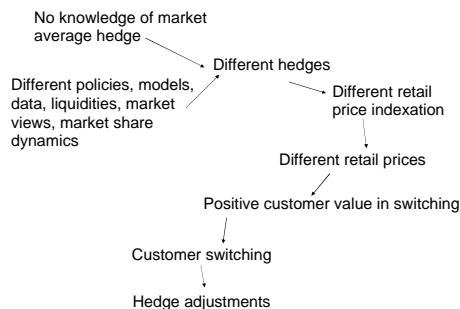 No knowledge of market
average hedge
Different hedges
Different policies, models,
data, liquidities, market
views, market share
dynamics
Different retail
price indexation
Different retail prices
Positive customer value in switching
Customer switching
Hedge adjustments